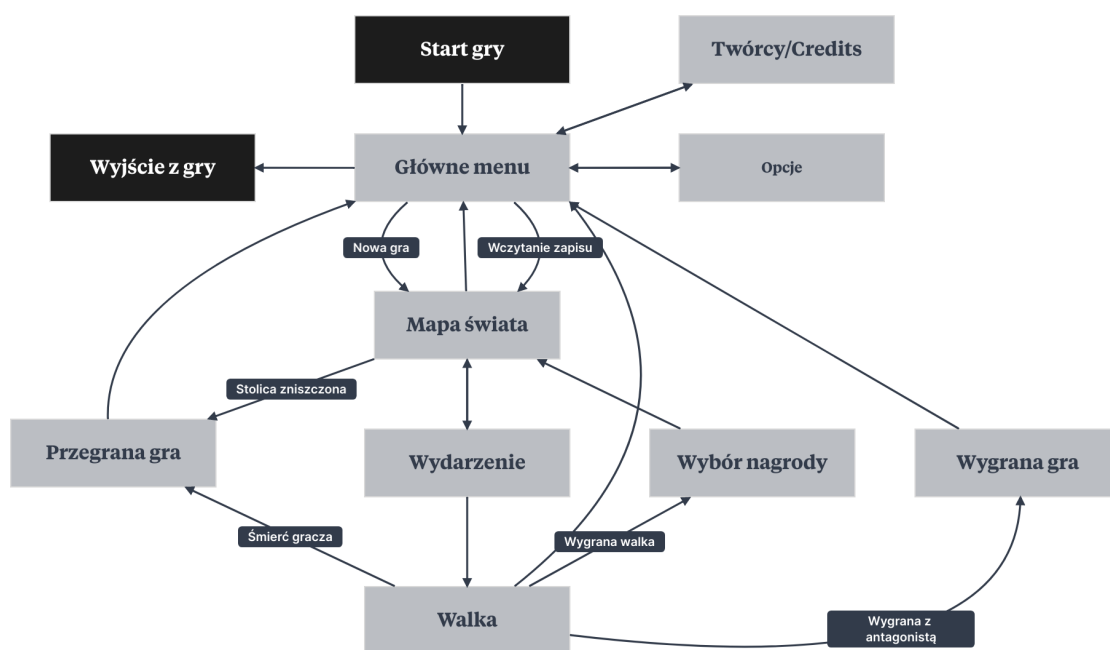 Start gry
Twórcy/Credits
Wyjście z gry
Główne menu
Opcje
Nowa gra
Wczytanie zapisu
Mapa świata
Stolica zniszczona
Przegrana gra
Wydarzenie
Wybór nagrody
Wygrana gra
Śmierć gracza
Wygrana walka
Walka
Wygrana z
antagonistą